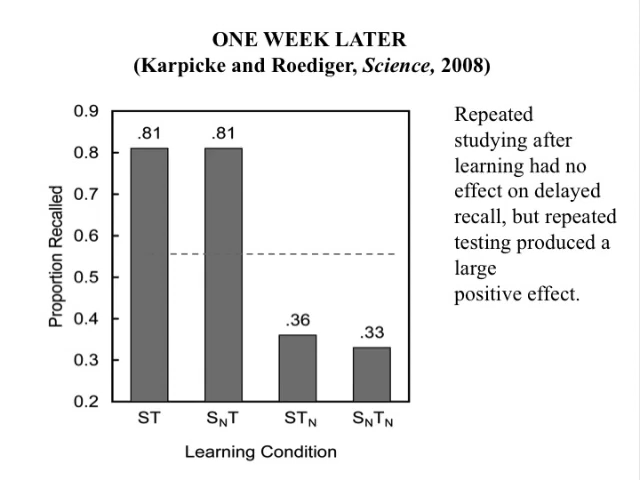 ONE WEEK LATER
(Karpicke and Roediger, Science, 2008)
0.9
0.8
0.7
0.6
0.5
0.4
0.3
0.2
Proportion Recalled
.81
.81
.36
.33
ST
SNT
STN
SNTN
Learning Condition
Repeated
studying after
learning had no
effect on delayed
recall, but repeated
testing produced a
large
positive effect.